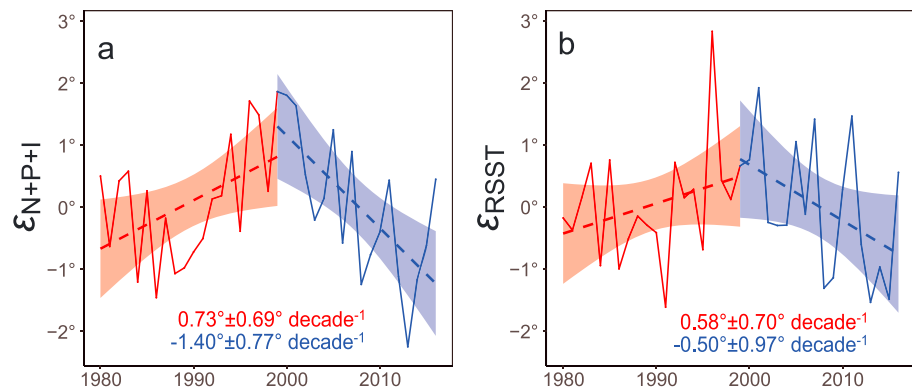 a
ε_N+P+I
3°
2°
1°
0°
−1°
−2°
0.73°±0.69° decade⁻¹
-1.40°±0.77° decade⁻¹
1980 1990 2000 2010
b
ε_RSST
3°
2°
1°
0°
−1°
−2°
0.58°±0.70° decade⁻¹
-0.50°±0.97° decade⁻¹
1980 1990 2000 2010